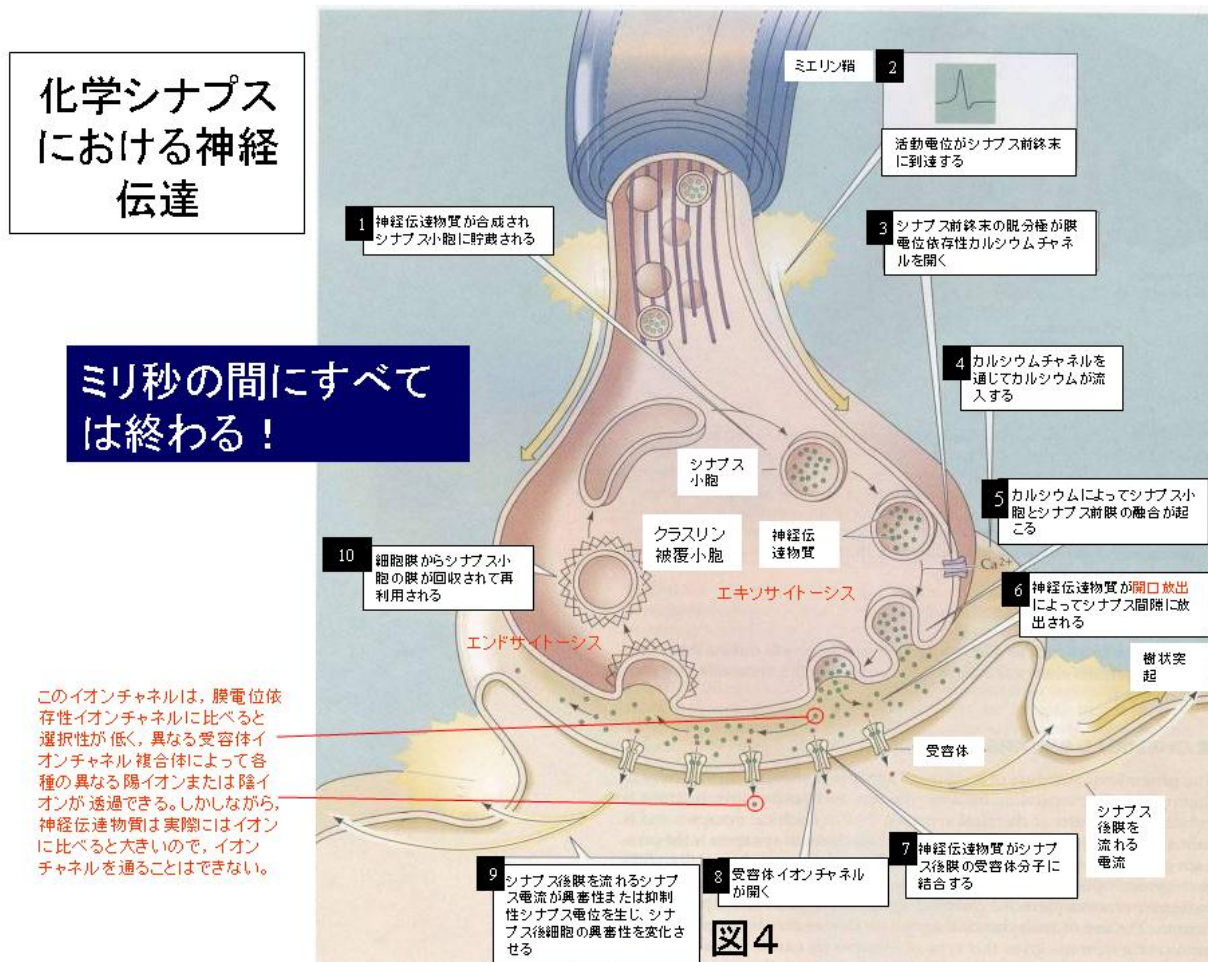 化学シナプス
における神経
伝達
ミリ秒の間にすべて
は終わる!
ミエリン鞘
2
活動電位がシナプス前終末
に到達する
1 神経伝達物質が合成され
シナプス小胞に貯蔵される
3 シナプス前終末の脱分極が膜
電位依存性カルシウムチャネ
ルを開く
4 カルシウムチャネルを
通じてカルシウムが流
入する
シナプス
小胞
5 カルシウムによってシナプス小
胞とシナプス前膜の融合が起
こる
クラスリン
被覆小胞
神経伝
達物質
10 細胞膜からシナプス小
胞の膜が回収されて再
利用される
Ca2+
エキソサイトーシス
6 神経伝達物質が開口放出
によってシナプス間隙に放
出される
エンドサイトーシス
樹状突
起
このイオンチャネルは,膜電位依
存性イオンチャネルに比べると
選択性が低く,異なる受容体イ
オンチャネル複合体によって各
種の異なる陽イオンまたは陰イ
オンが透過できる。しかしながら,
神経伝達物質は実際にはイオン
に比べると大きいので,イオン
チャネルを通ることはできない。
受容体
シナプス
後膜を
流れる
電流
7 神経伝達物質がシナプ
ス後膜の受容体分子に
結合する
8 受容体イオンチャネル
が開く
9 シナプス後膜を流れるシナプ
ス電流が興奮性または抑制
性シナプス電位を生じ、シナ
プス後細胞の興奮性を変化さ
せる
図4